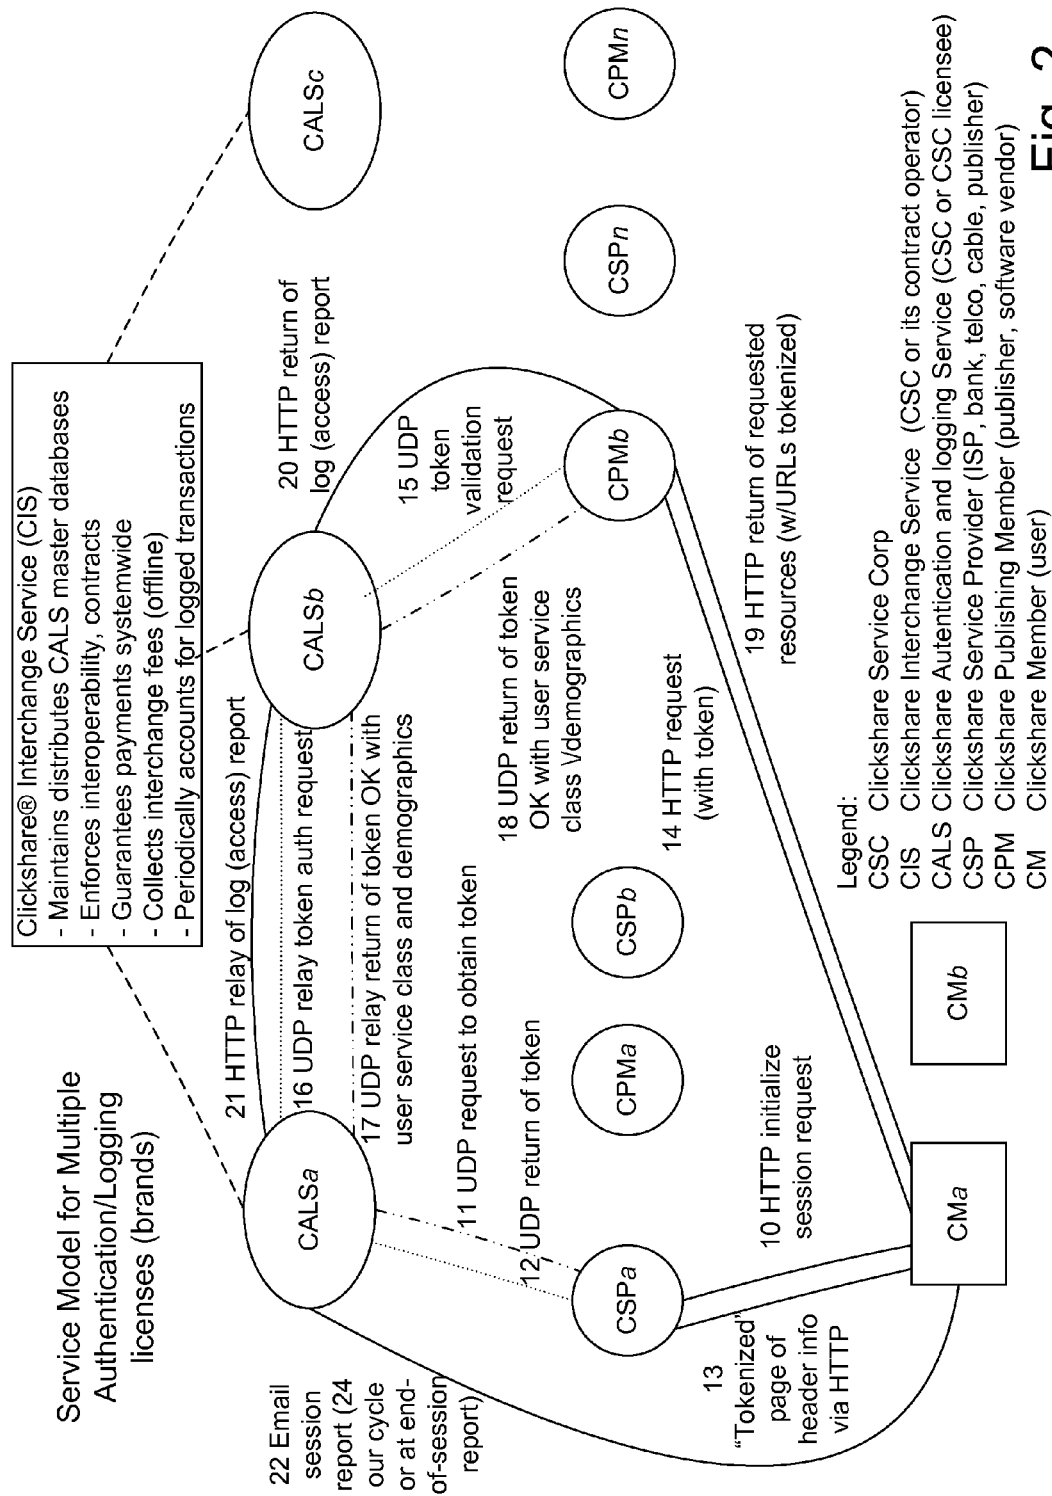 Service Model for Multiple
Authentication/Logging
licenses (brands)
Clickshare® Interchange Service (CIS)
- Maintains distributes CALS master databases
- Enforces interoperability, contracts
- Guarantees payments systemwide
- Collects interchange fees (offline)
- Periodically accounts for logged transactions
21 HTTP relay of log (access) report
20 HTTP return of
log (access) report
CALSa
CALSb
CALSc
16 UDP relay token auth request
17 UDP relay return of token OK with
user service class and demographics
15 UDP
token
validation
request
22 Email
session
report (24
our cycle
or at end-
of-session
report)
11 UDP request to obtain token
12 UDP return of token
18 UDP return of token
OK with user service
class \/demographics
CSPa
CPMa
CSPb
CPMb
CSPn
CPMn
13
"Tokenized"
page of
header info
via HTTP
10 HTTP initialize
session request
14 HTTP request
(with token)
19 HTTP return of requested
resources (w/URLs tokenized)
CMa
CMb
Legend:
CSC Clickshare Service Corp
CIS Clickshare Interchange Service (CSC or its contract operator)
CALS Clickshare Autentication and logging Service (CSC or CSC licensee)
CSP Clickshare Service Provider (ISP, bank, telco, cable, publisher)
CPM Clickshare Publishing Member (publisher, software vendor)
CM Clickshare Member (user)
Fig. 2